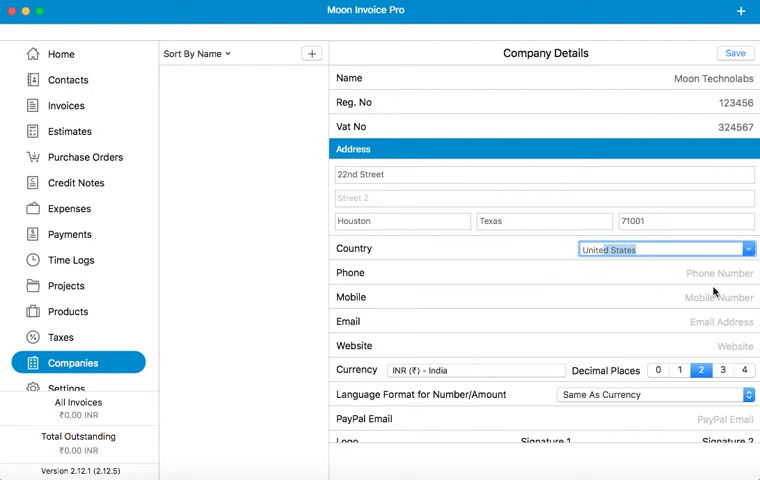 Moon Invoice Pro
+
Home
Contacts
Invoices
Estimates
Purchase Orders
Credit Notes
Expenses
Payments
Time Logs
Projects
Products
Taxes
Companies
Settings
All Invoices
₹0.00 INR
Total Outstanding
₹0.00 INR
Version 2.12.1 (2.12.5)
Sort By Name
+
Company Details
Save
Name Moon Technolabs
Reg. No 123456
Vat No 324567
Address
22nd Street
Street 2
Houston Texas 71001
Country United States
Phone Phone Number
Mobile Mobile Number
Email Email Address
Website Website
Currency INR (₹) - India Decimal Places 0 1 2 3 4
Language Format for Number/Amount Same As Currency
PayPal Email PayPal Email
Logo Signature 1 Signature 2